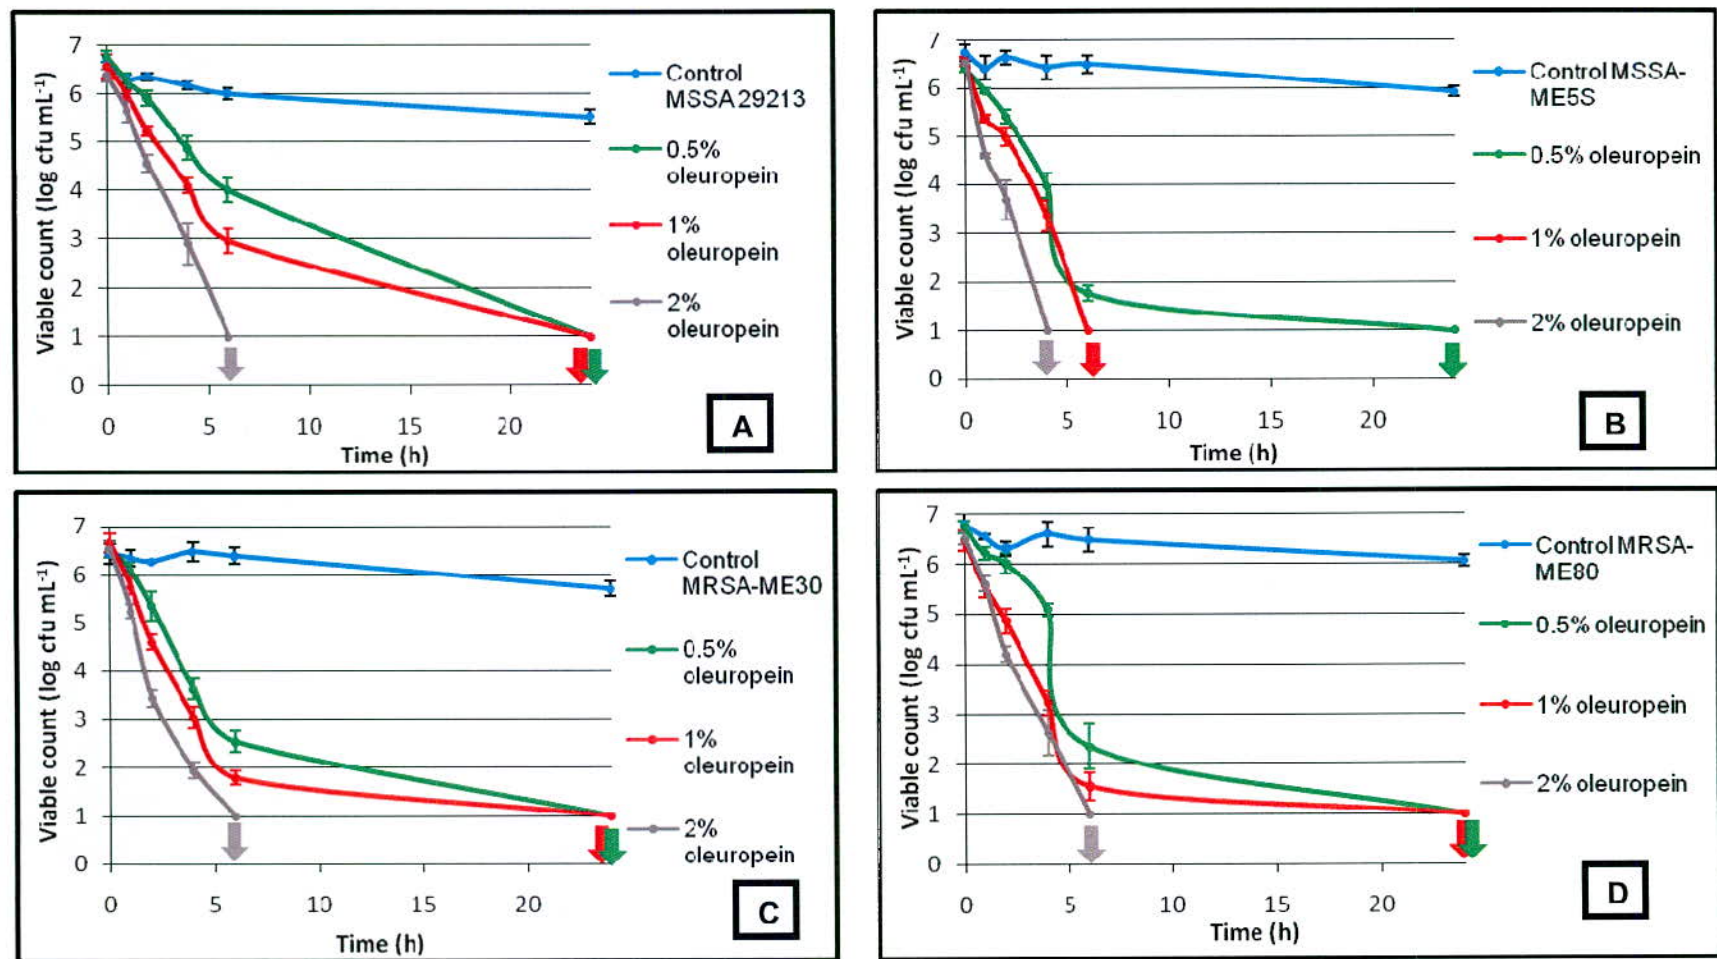 Viable count (log cfu mL-1)
7
6
5
4
3
2
1
0
0 5 10 15 20
Time (h)
Control
MSSA 29213
0.5%
oleuropein
1%
oleuropein
2%
oleuropein
A
Viable count (log cfu mL-1)
7
6
5
4
3
2
1
0
0 5 10 15 20
Time (h)
Control MSSA-
ME5S
0.5% oleuropein
1% oleuropein
2% oleuropein
B
Viable count (log cfu mL-1)
7
6
5
4
3
2
1
0
0 5 10 15 20
Time (h)
Control
MRSA-ME30
0.5%
oleuropein
1%
oleuropein
2%
oleuropein
C
Viable count (log cfu mL-1)
7
6
5
4
3
2
1
0
0 5 10 15 20
Time (h)
Control MRSA-
ME80
0.5% oleuropein
1% oleuropein
2% oleuropein
D